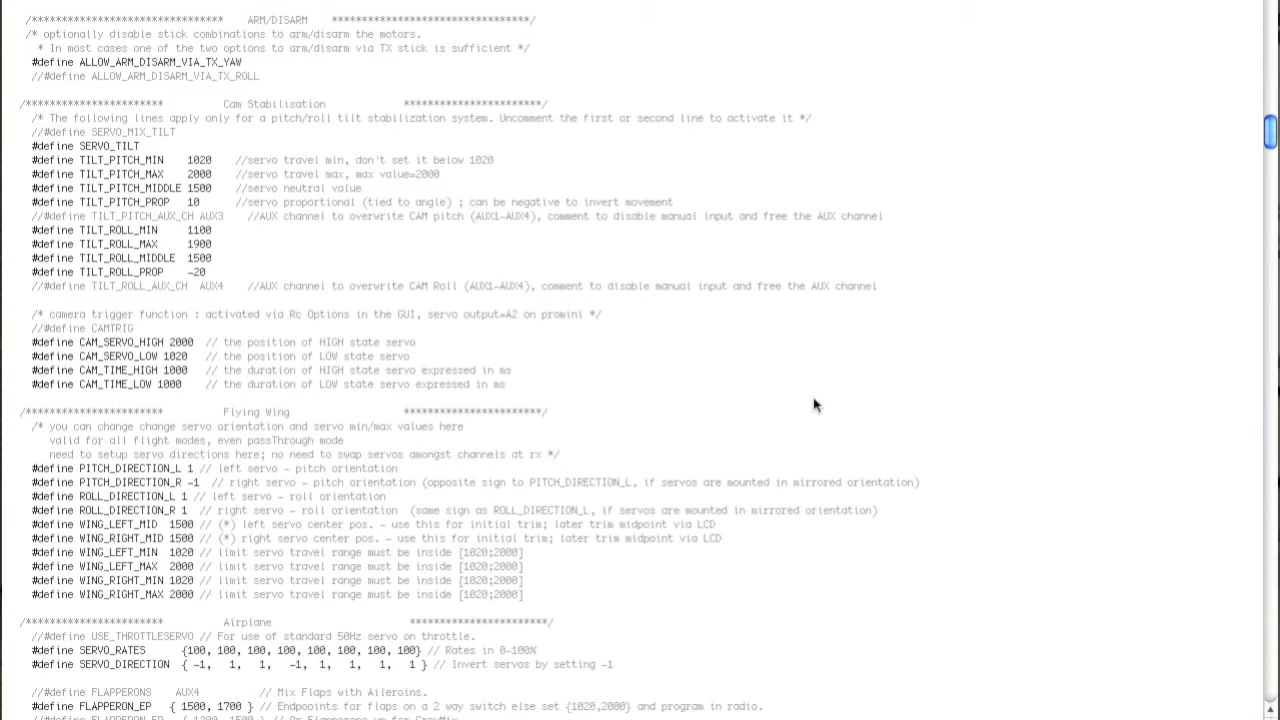 /********************************    ARM/DISARM    *********************************/
/* optionally disable stick combinations to arm/disarm the motors.
* In most cases one of the two options to arm/disarm via TX stick is sufficient */
#define ALLOW_ARM_DISARM_VIA_TX_YAW
//#define ALLOW_ARM_DISARM_VIA_TX_ROLL
/***********************          Cam Stabilisation             ***********************/
/* The following lines apply only for a pitch/roll tilt stabilization system. Uncomment the first or second line to activate it */
//#define SERVO_MIX_TILT
#define SERVO_TILT
#define TILT_PITCH_MIN    1020    //servo travel min, don't set it below 1020
#define TILT_PITCH_MAX    2000    //servo travel max, max value=2000
#define TILT_PITCH_MIDDLE 1500    //servo neutral value
#define TILT_PITCH_PROP   10      //servo proportional (tied to angle) ; can be negative to invert movement
//#define TILT_PITCH_AUX_CH AUX3    //AUX channel to overwrite CAM pitch (AUX1-AUX4), comment to disable manual input and free the AUX channel
#define TILT_ROLL_MIN     1100
#define TILT_ROLL_MAX     1900
#define TILT_ROLL_MIDDLE  1500
#define TILT_ROLL_PROP    -20
//#define TILT_ROLL_AUX_CH  AUX4    //AUX channel to overwrite CAM Roll (AUX1-AUX4), comment to disable manual input and free the AUX channel
/* camera trigger function : activated via Rc Options in the GUI, servo output=A2 on promini */
//#define CAMTRIG
#define CAM_SERVO_HIGH 2000  // the position of HIGH state servo
#define CAM_SERVO_LOW 1020   // the position of LOW state servo
#define CAM_TIME_HIGH 1000   // the duration of HIGH state servo expressed in ms
#define CAM_TIME_LOW 1000    // the duration of LOW state servo expressed in ms
/***********************          Flying Wing                   ***********************/
/* you can change change servo orientation and servo min/max values here
valid for all flight modes, even passThrough mode
need to setup servo directions here; no need to swap servos amongst channels at rx */
#define PITCH_DIRECTION_L 1 // left servo - pitch orientation
#define PITCH_DIRECTION_R -1  // right servo - pitch orientation (opposite sign to PITCH_DIRECTION_L, if servos are mounted in mirrored orientation)
#define ROLL_DIRECTION_L 1 // left servo - roll orientation
#define ROLL_DIRECTION_R 1  // right servo - roll orientation  (same sign as ROLL_DIRECTION_L, if servos are mounted in mirrored orientation)
#define WING_LEFT_MID  1500 // (*) left servo center pos. - use this for initial trim; later trim midpoint via LCD
#define WING_RIGHT_MID 1500 // (*) right servo center pos. - use this for initial trim; later trim midpoint via LCD
#define WING_LEFT_MIN  1020 // limit servo travel range must be inside [1020;2000]
#define WING_LEFT_MAX  2000 // limit servo travel range must be inside [1020;2000]
#define WING_RIGHT_MIN 1020 // limit servo travel range must be inside [1020;2000]
#define WING_RIGHT_MAX 2000 // limit servo travel range must be inside [1020;2000]
/***********************          Airplane                       ***********************/
//#define USE_THROTTLESERVO // For use of standard 50Hz servo on throttle.
#define SERVO_RATES      {100, 100, 100, 100, 100, 100, 100, 100} // Rates in 0-100%
#define SERVO_DIRECTION  { -1,   1,   1,   -1,   1,   1,   1,   1 } // Invert servos by setting -1
//#define FLAPPERONS    AUX4          // Mix Flaps with Aileroins.
#define FLAPPERON_EP   { 1500, 1700 } // Endpooints for flaps on a 2 way switch else set {1020,2000} and program in radio.
//#define FLAPPERON_EP   { 1200, 1500 } // Or Flapperons up for CrowMix